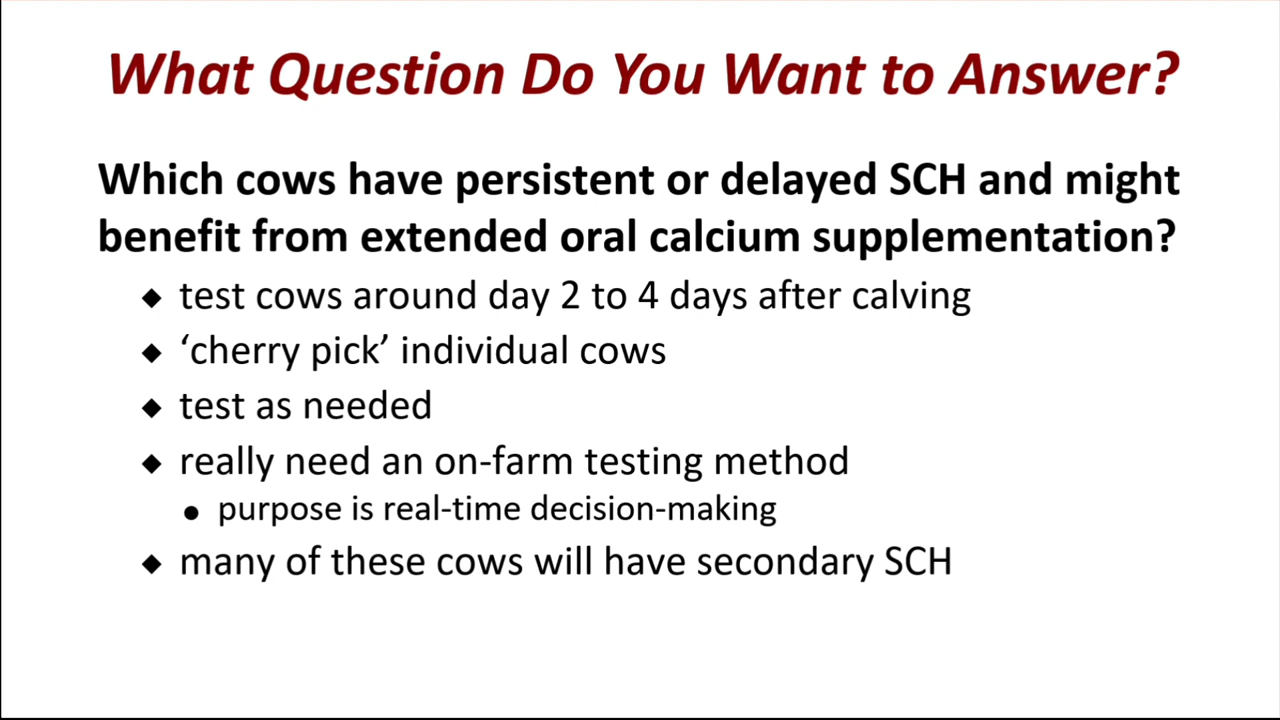 What Question Do You Want to Answer?
Which cows have persistent or delayed SCH and might
benefit from extended oral calcium supplementation?
◆ test cows around day 2 to 4 days after calving
◆ ‘cherry pick’ individual cows
◆ test as needed
◆ really need an on-farm testing method
● purpose is real-time decision-making
◆ many of these cows will have secondary SCH